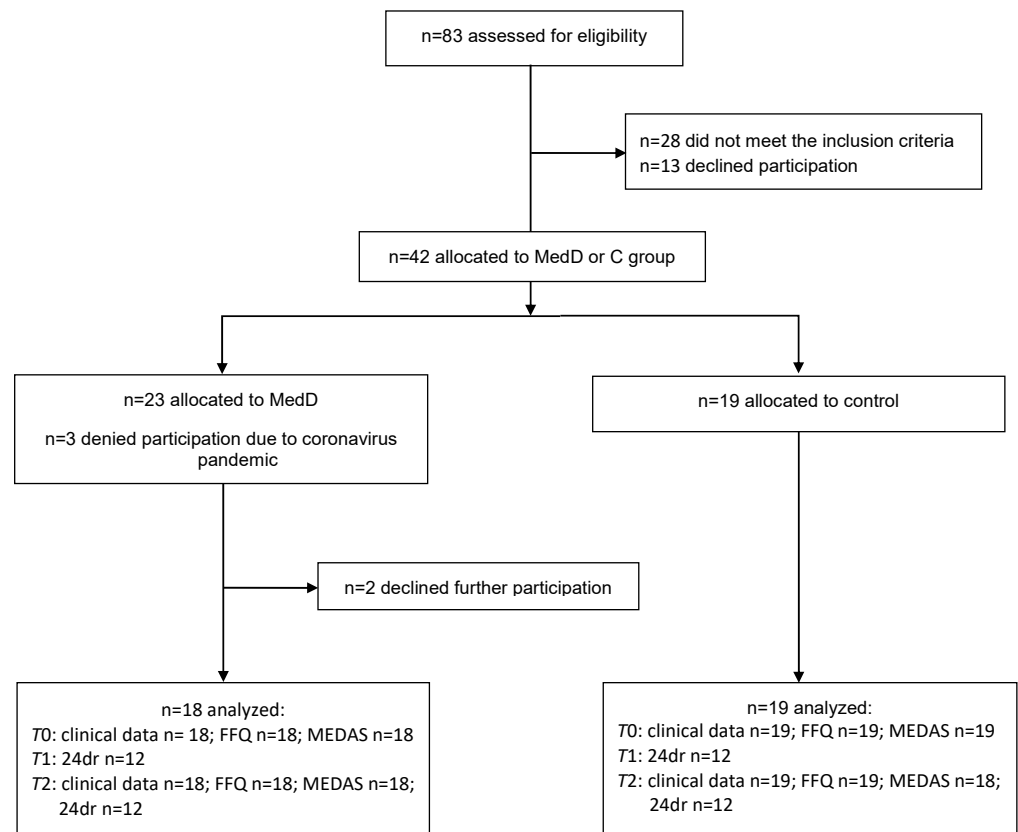 n=83 assessed for eligibility
n=28 did not meet the inclusion criteria
n=13 declined participation
n=42 allocated to MedD or C group
n=23 allocated to MedD
n=3 denied participation due to coronavirus
pandemic
n=19 allocated to control
n=2 declined further participation
n=18 analyzed:
T0: clinical data n= 18; FFQ n=18; MEDAS n=18
T1: 24dr n=12
T2: clinical data n=18; FFQ n=18; MEDAS n=18;
24dr n=12
n=19 analyzed:
T0: clinical data n=19; FFQ n=19; MEDAS n=19
T1: 24dr n=12
T2: clinical data n=19; FFQ n=19; MEDAS n=18;
24dr n=12